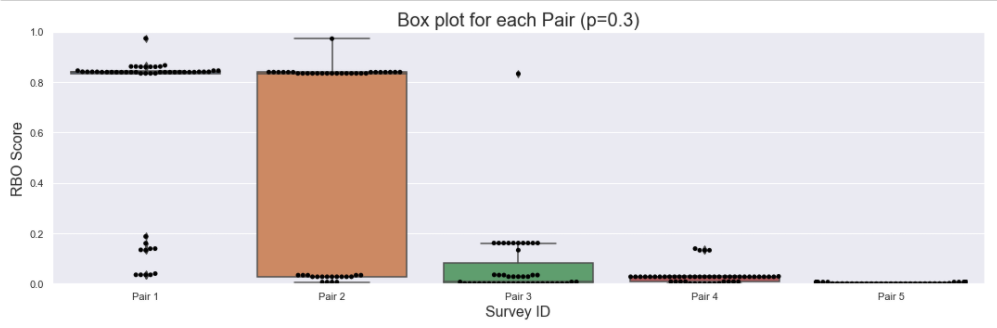 Box plot for each Pair (p=0.3)
RBO Score
1.0
0.8
0.6
0.4
0.2
0.0
Pair 1 Pair 2 Pair 3 Pair 4 Pair 5
Survey ID